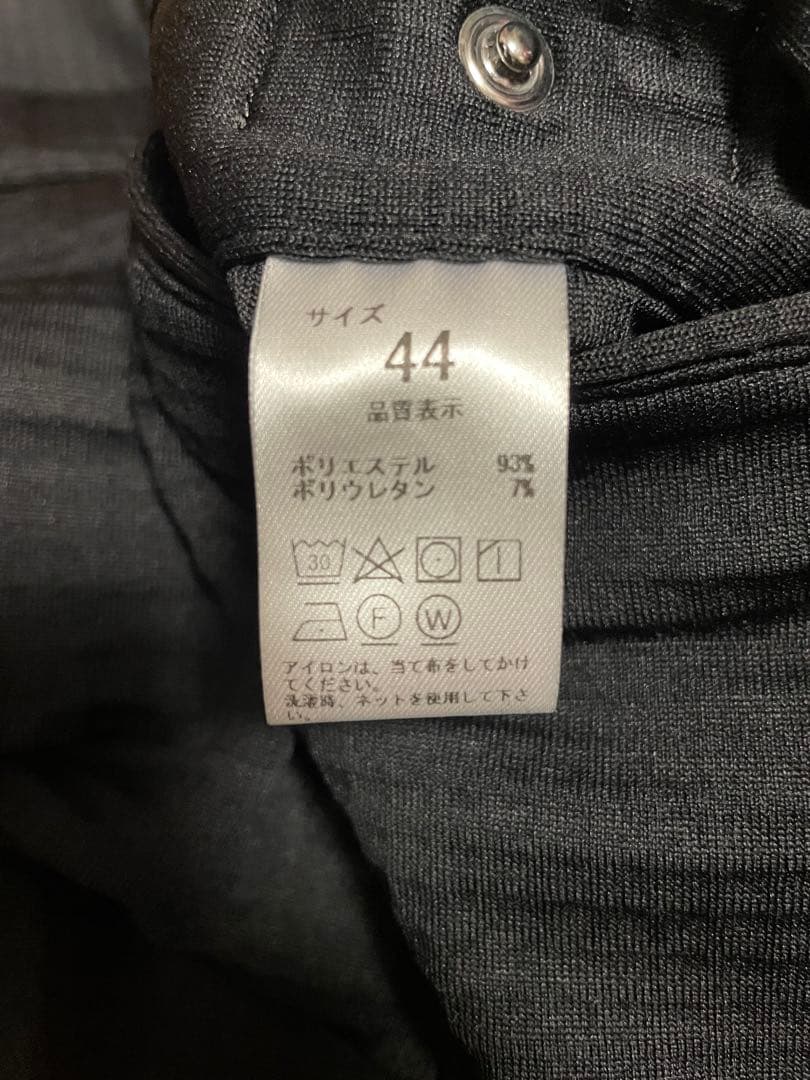 サイズ
44
品質表示
ポリエステル 93%
ポリウレタン 7%
30
F W
アイロンは、当て布をしてかけ
てください。
洗濯時、ネットを使用して下さ
い。